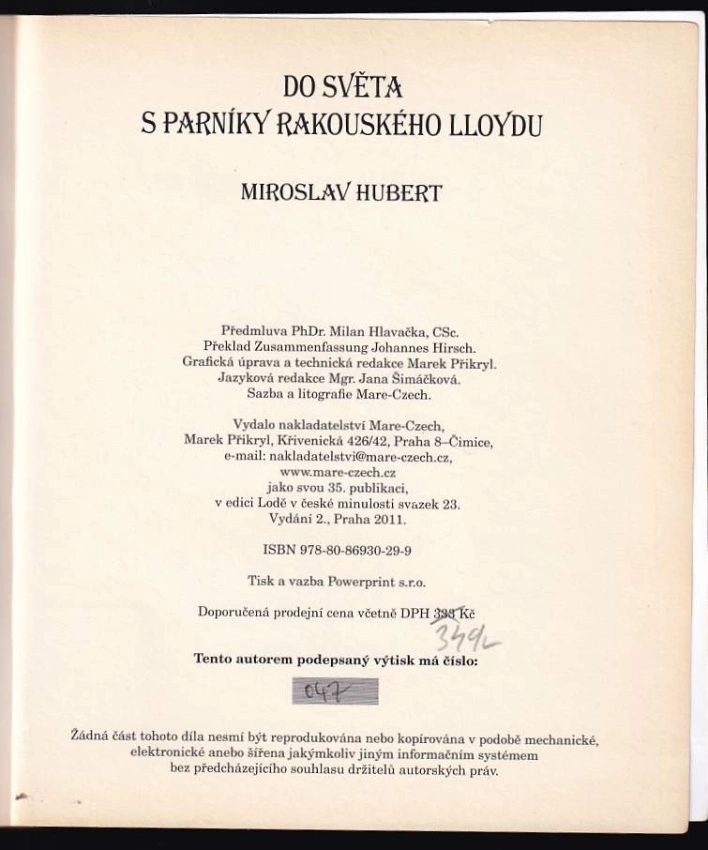 DO SVĚTA
S PARNÍKY RAKOUSKÉHO LLOYDU
MIROSLAV HUBERT
Předmluva PhDr. Milan Hlavačka, CSc.
Překlad Zusammenfassung Johannes Hirsch.
Grafická úprava a technická redakce Marek Přikryl.
Jazyková redakce Mgr. Jana Šimáčková.
Sazba a litografie Mare-Czech.
Vydalo nakladatelství Mare-Czech,
Marek Přikryl, Křivenická 426/42, Praha 8–Čimice,
e-mail: nakladatelstvi@mare-czech.cz,
www.mare-czech.cz
jako svou 35. publikaci,
v edici Lodě v české minulosti svazek 23.
Vydání 2., Praha 2011.
ISBN 978-80-86930-29-9
Tisk a vazba Powerprint s.r.o.
Doporučená prodejní cena včetně DPH 333 Kč
349,-
Tento autorem podepsaný výtisk má číslo:
047
Žádná část tohoto díla nesmí být reprodukována nebo kopírována v podobě mechanické,
elektronické anebo šířena jakýmkoliv jiným informačním systémem
bez předcházejícího souhlasu držitelů autorských práv.